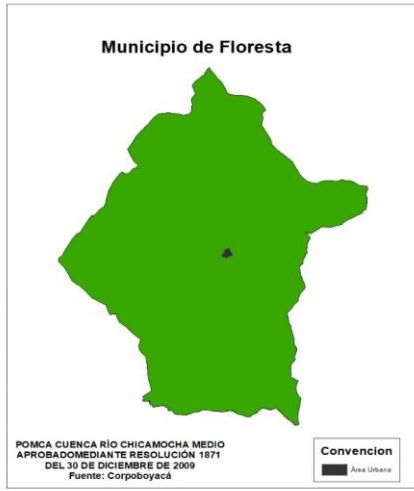 Municipio de Floresta
POMCA CUENCA RÍO CHICAMOCHA MEDIO
APROBADOMEDIANTE RESOLUCIÓN 1871
DEL 30 DE DICIEMBRE DE 2009
Fuente: Corpoboyacá
Convencion
Área Urbana